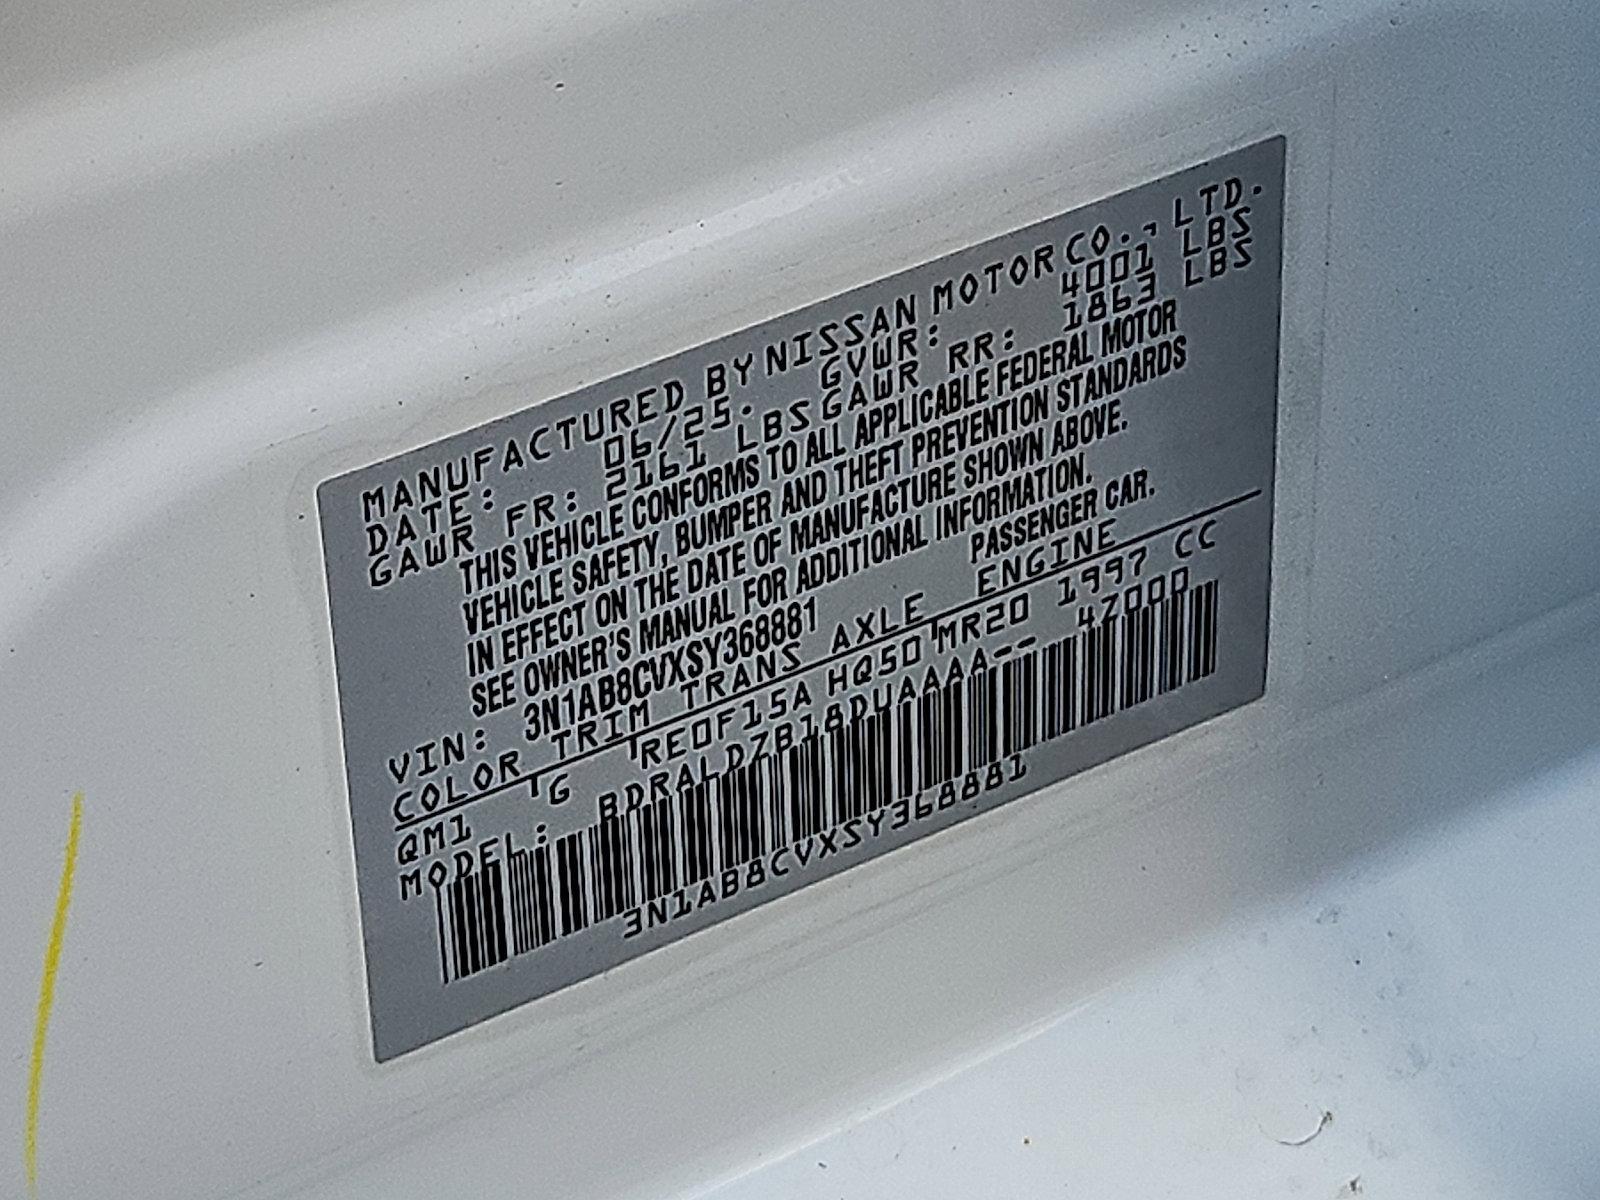 MANUFACTURED BY NISSAN MOTOR CO., LTD.
DATE: 06/25. GVWR: 4001 LBS
GAWR FR: 2161 LBS GAWR RR: 1863 LBS
THIS VEHICLE CONFORMS TO ALL APPLICABLE FEDERAL MOTOR
VEHICLE SAFETY, BUMPER AND THEFT PREVENTION STANDARDS
IN EFFECT ON THE DATE OF MANUFACTURE SHOWN ABOVE.
SEE OWNER'S MANUAL FOR ADDITIONAL INFORMATION.
VIN: 3N1AB8CVXSY368881 PASSENGER CAR.
COLOR TRIM TRANS AXLE ENGINE
QM1 G RE0F15A HQ50 MR20 1997 CC
MODEL: BDRALDZB18DUAAAA-- 4Z000
3N1AB8CVXSY368881